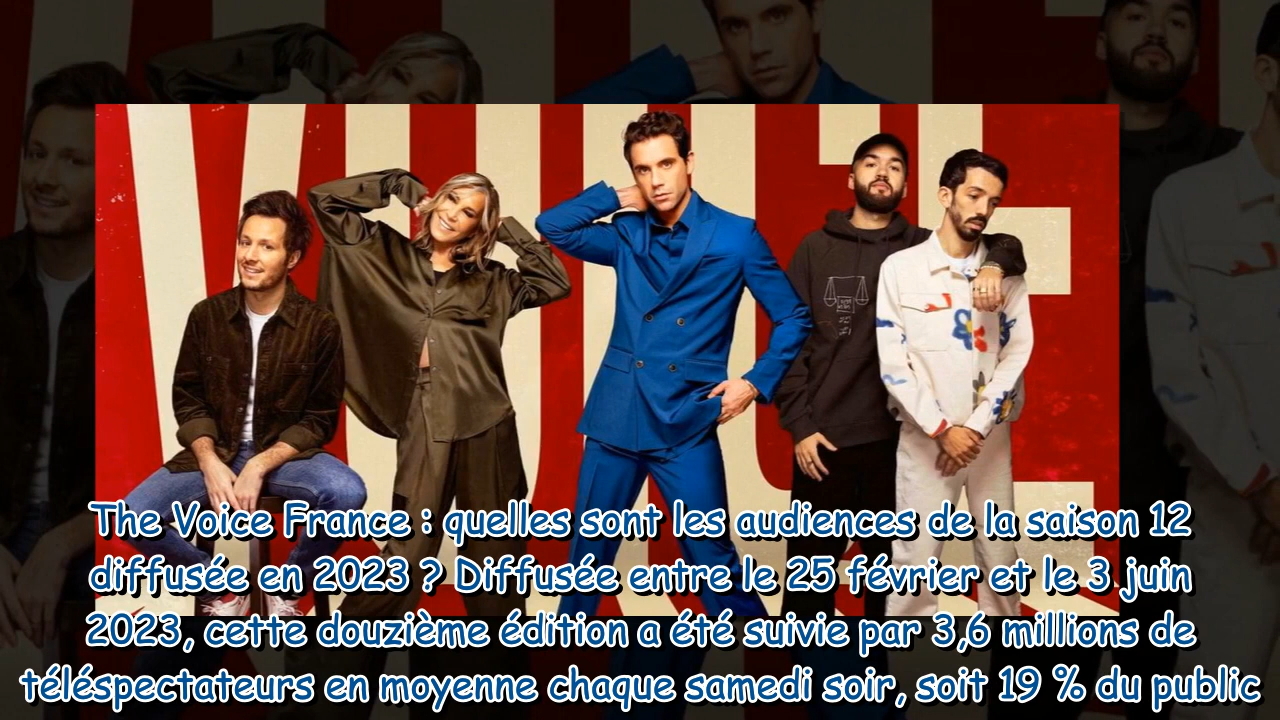 VOICE
The Voice France : quelles sont les audiences de la saison 12
diffusée en 2023 ? Diffusée entre le 25 février et le 3 juin
2023, cette douzième édition a été suivie par 3,6 millions de
téléspectateurs en moyenne chaque samedi soir, soit 19 % du public